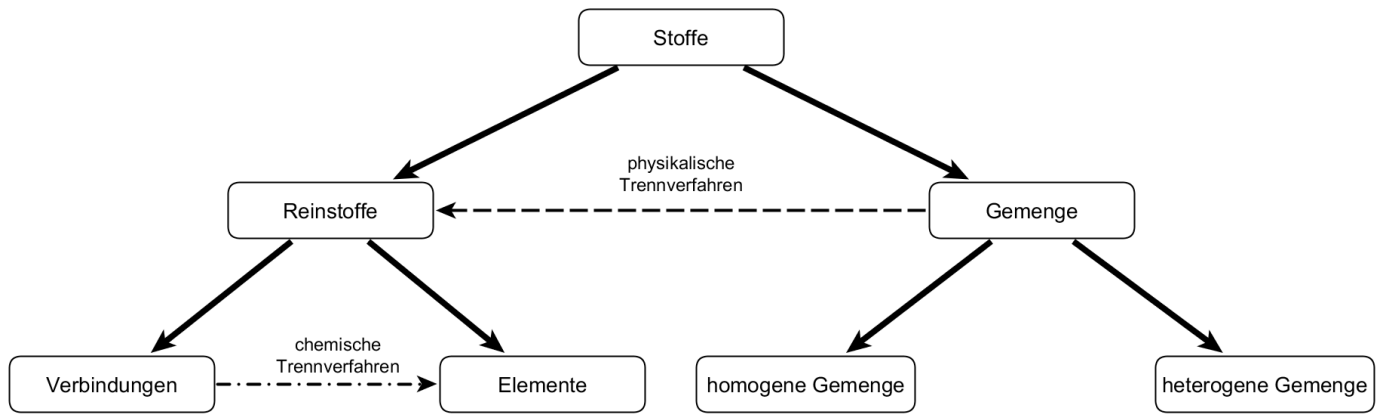 Stoffe
physikalische
Trennverfahren
Reinstoffe
Gemenge
chemische
Trennverfahren
Verbindungen
Elemente
homogene Gemenge
heterogene Gemenge